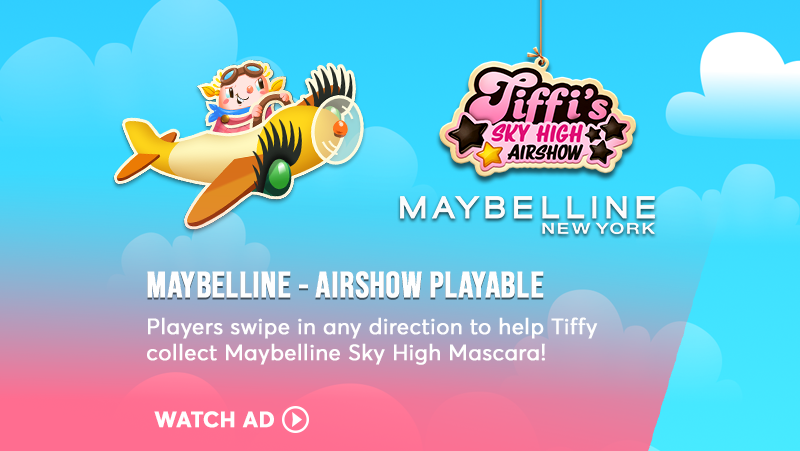 Tiffi's
SKY HIGH
AIRSHOW
MAYBELLINE
NEW YORK
MAYBELLINE - AIRSHOW PLAYABLE
Players swipe in any direction to help Tiffy
collect Maybelline Sky High Mascara!
WATCH AD